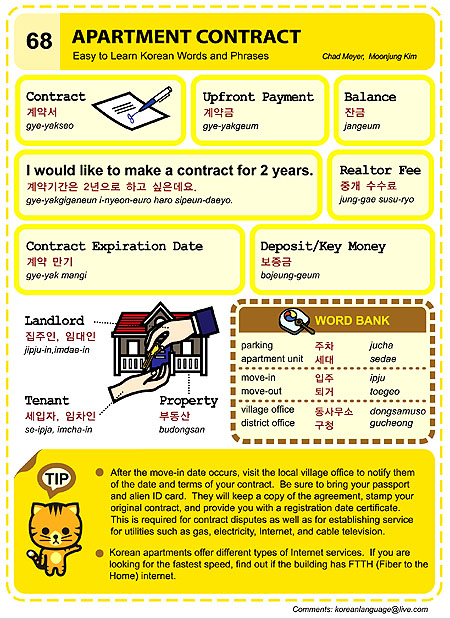 68
APARTMENT CONTRACT
Easy to Learn Korean Words and Phrases
Chad Meyer, Moonjung Kim
Contract
계약서
gye-yakseo
Upfront Payment
계약금
gye-yakgeum
Balance
잔금
jangeum
I would like to make a contract for 2 years.
계약기간은 2년으로 하고 싶은데요.
gye-yakgiganeun i-nyeon-euro haro sipeun-daeyo.
Realtor Fee
중개 수수료
jung-gae susu-ryo
Contract Expiration Date
계약 만기
gye-yak mangi
Deposit/Key Money
보증금
bojeung-geum
Landlord
집주인, 임대인
jipju-in,imdae-in
Tenant
세입자, 임차인
se-ipja, imcha-in
Property
부동산
budongsan
WORD BANK
parking 주차 jucha
apartment unit 세대 sedae
move-in 입주 ipju
move-out 퇴거 toegeo
village office 동사무소 dongsamuso
district office 구청 gucheong
TIP
After the move-in date occurs, visit the local village office to notify them
of the date and terms of your contract. Be sure to bring your passport
and alien ID card. They will keep a copy of the agreement, stamp your
original contract, and provide you with a registration date certificate.
This is required for contract disputes as well as for establishing service
for utilities such as gas, electricity, Internet, and cable television.
Korean apartments offer different types of Internet services. If you are
looking for the fastest speed, find out if the building has FTTH (Fiber to
the Home) internet.
Comments: koreanlanguage@live.com